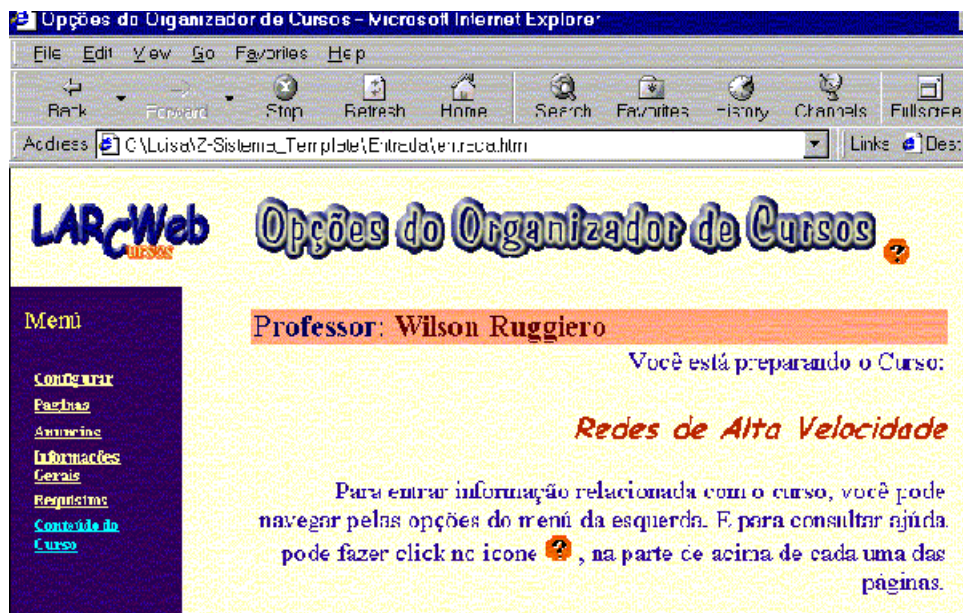 Opções do Organizador de Cursos - Microsoft Internet Explorer
File Edit View Go Favorites Help
Back Forward Stop Refresh Home Search Favorites History Channels Fullscree
Address C:\Luisa\Z-Sistema_Template\Entrada\entrada.htm Links Dest
LARCWeb
CURSOS
Opções do Organizador de Cursos
?
Menú
Configurar
Paginas
Anuncios
Informações
Gerais
Requisitos
Conteúdo do
Curso
Professor: Wilson Ruggiero
Você está preparando o Curso:
Redes de Alta Velocidade
Para entrar informação relacionada com o curso, você pode
navegar pelas opções do menú da esquerda. E para consultar ajúda
pode fazer click no icone ? , na parte de acima de cada uma das
páginas.